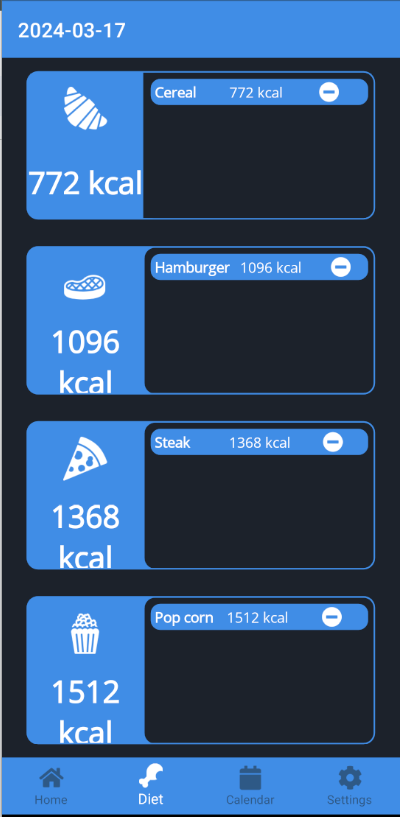 2024-03-17
Cereal 772 kcal
772 kcal
Hamburger 1096 kcal
1096
kcal
Steak 1368 kcal
1368
kcal
Pop corn 1512 kcal
1512
kcal
Home Diet Calendar Settings